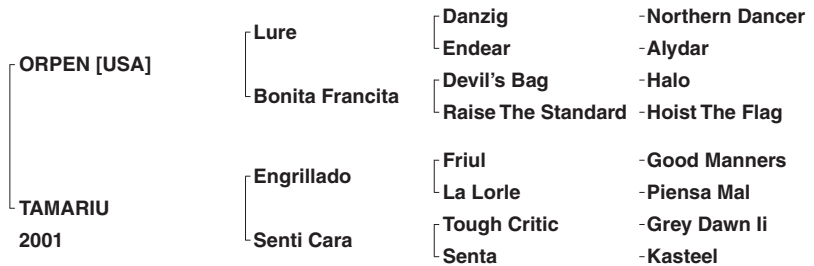 Danzig -Northern Dancer
Lure
Endear -Alydar
ORPEN [USA]
Devil's Bag -Halo
Bonita Francita
Raise The Standard -Hoist The Flag
Friul -Good Manners
Engrillado
La Lorle -Piensa Mal
TAMARIU
Tough Critic -Grey Dawn Ii
2001 Senti Cara
Senta -Kasteel